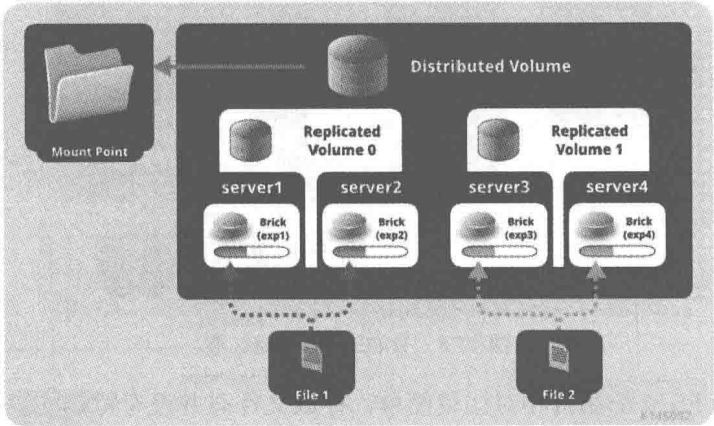 Distributed Volume
Mount Point
Replicated
Volume 0
Replicated
Volume 1
server1
server2
server3
server4
Brick
(exp1)
Brick
(exp2)
Brick
(exp3)
Brick
(exp4)
File 1
File 2